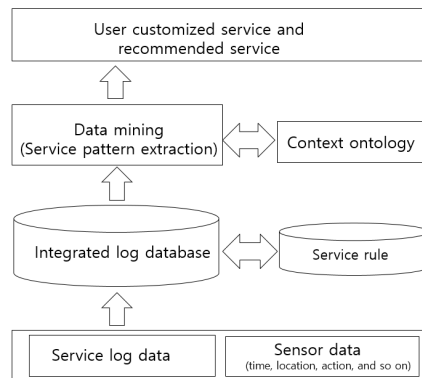 User customized service and
recommended service
Data mining
(Service pattern extraction)
Context ontology
Integrated log database
Service rule
Service log data
Sensor data
(time, location, action, and so on)